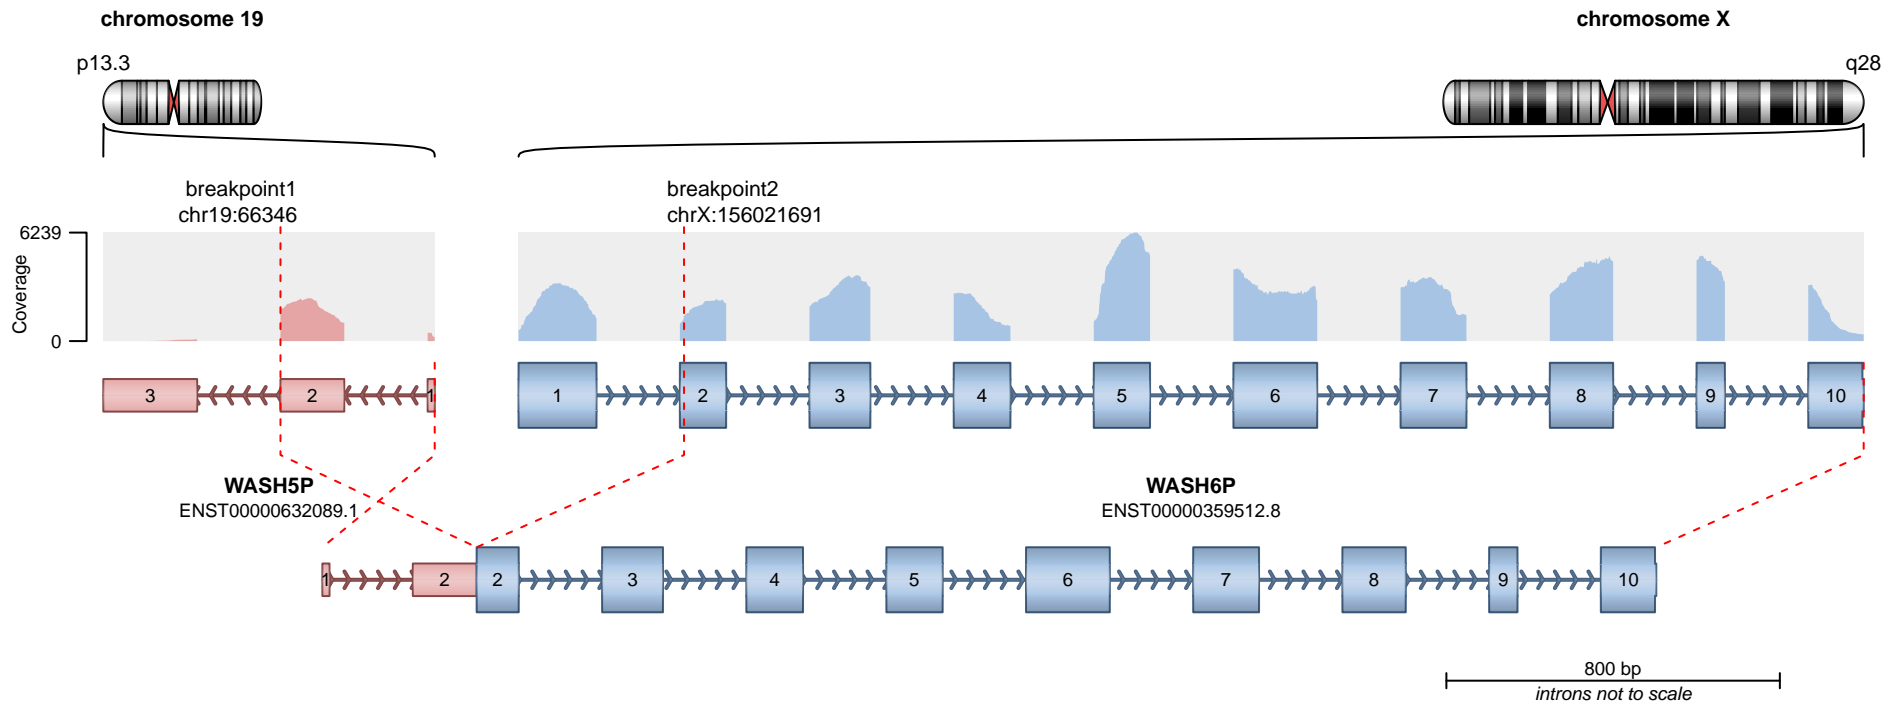 chromosome 19
chromosome X
p13.3
q28
breakpoint1
chr19:66346
breakpoint2
chrX:156021691
6239
Coverage
0
3 2 1 1 2 3 4 5 6 7 8 9 10
WASH5P
ENST00000632089.1
WASH6P
ENST00000359512.8
1 2 2 3 4 5 6 7 8 9 10
800 bp
introns not to scale